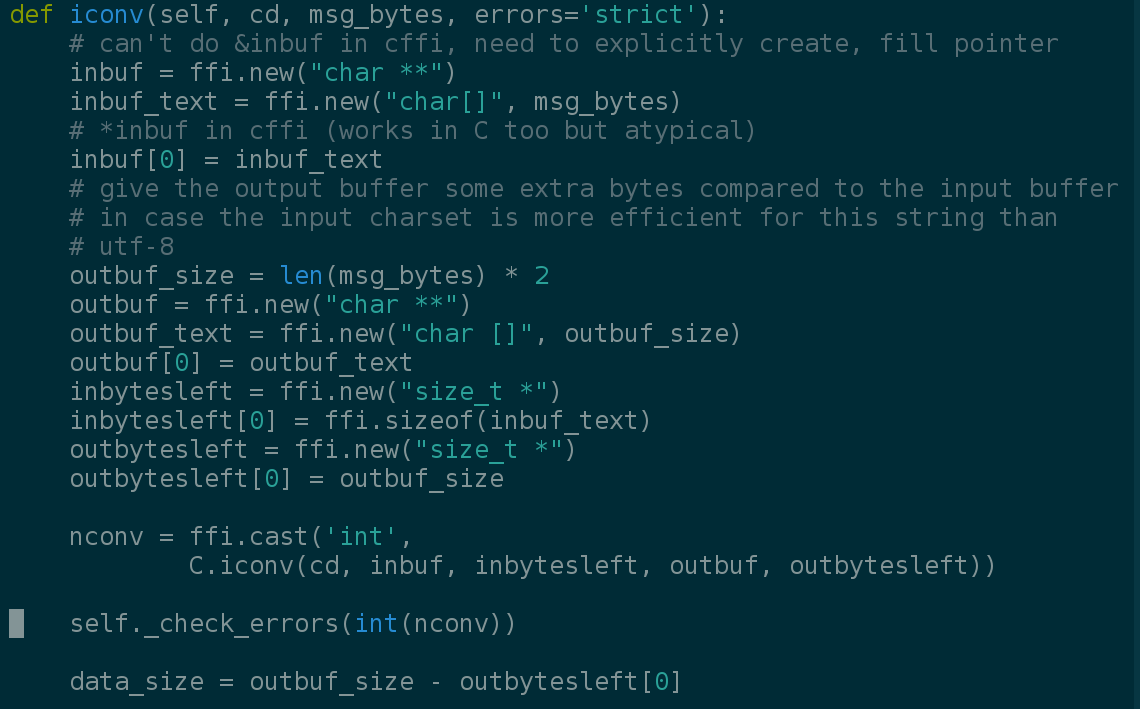 def iconv(self, cd, msg_bytes, errors='strict'):
    # can't do &inbuf in cffi, need to explicitly create, fill pointer
    inbuf = ffi.new("char **")
    inbuf_text = ffi.new("char[]", msg_bytes)
    # *inbuf in cffi (works in C too but atypical)
    inbuf[0] = inbuf_text
    # give the output buffer some extra bytes compared to the input buffer
    # in case the input charset is more efficient for this string than
    # utf-8
    outbuf_size = len(msg_bytes) * 2
    outbuf = ffi.new("char **")
    outbuf_text = ffi.new("char []", outbuf_size)
    outbuf[0] = outbuf_text
    inbytesleft = ffi.new("size_t *")
    inbytesleft[0] = ffi.sizeof(inbuf_text)
    outbytesleft = ffi.new("size_t *")
    outbytesleft[0] = outbuf_size

    nconv = ffi.cast('int',
            C.iconv(cd, inbuf, inbytesleft, outbuf, outbytesleft))

    self._check_errors(int(nconv))

    data_size = outbuf_size - outbytesleft[0]